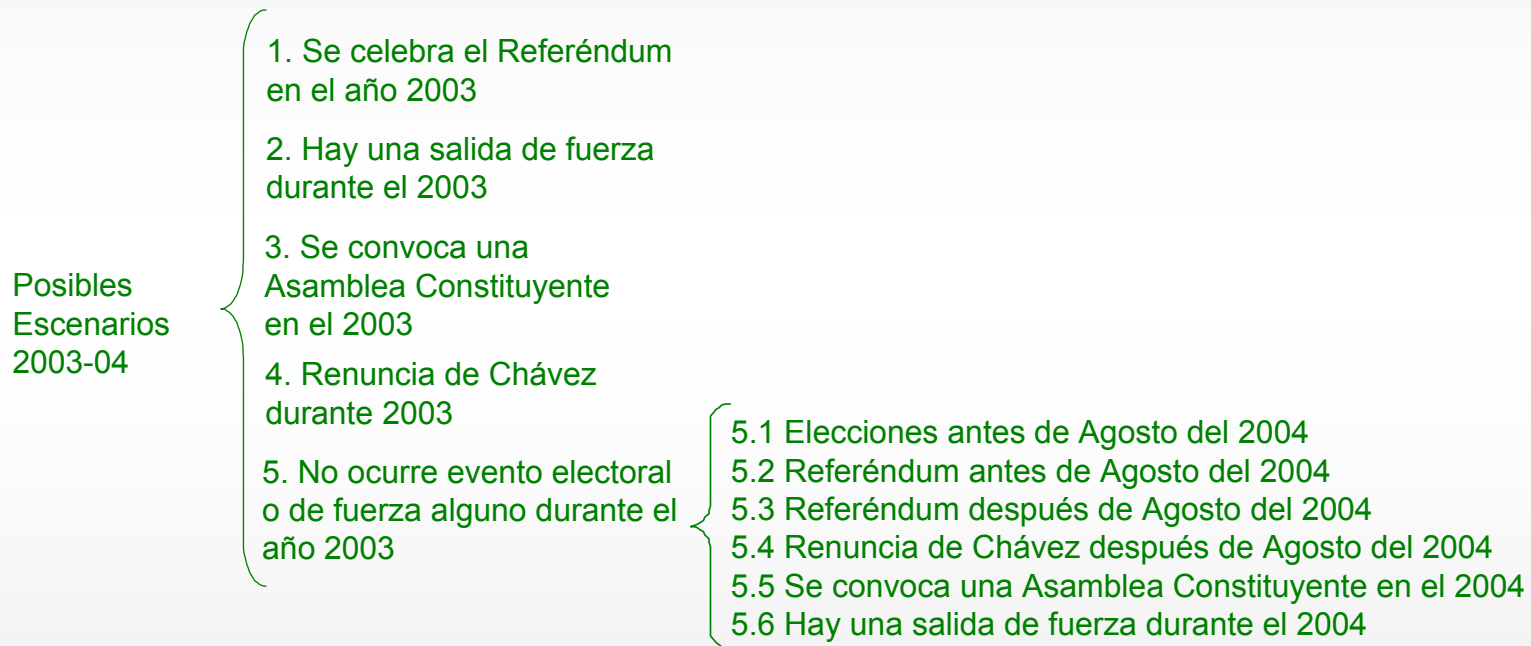 Posibles
Escenarios
2003-04
1. Se celebra el Referéndum
en el año 2003
2. Hay una salida de fuerza
durante el 2003
3. Se convoca una
Asamblea Constituyente
en el 2003
4. Renuncia de Chávez
durante 2003
5. No ocurre evento electoral
o de fuerza alguno durante el
año 2003
5.1 Elecciones antes de Agosto del 2004
5.2 Referéndum antes de Agosto del 2004
5.3 Referéndum después de Agosto del 2004
5.4 Renuncia de Chávez después de Agosto del 2004
5.5 Se convoca una Asamblea Constituyente en el 2004
5.6 Hay una salida de fuerza durante el 2004